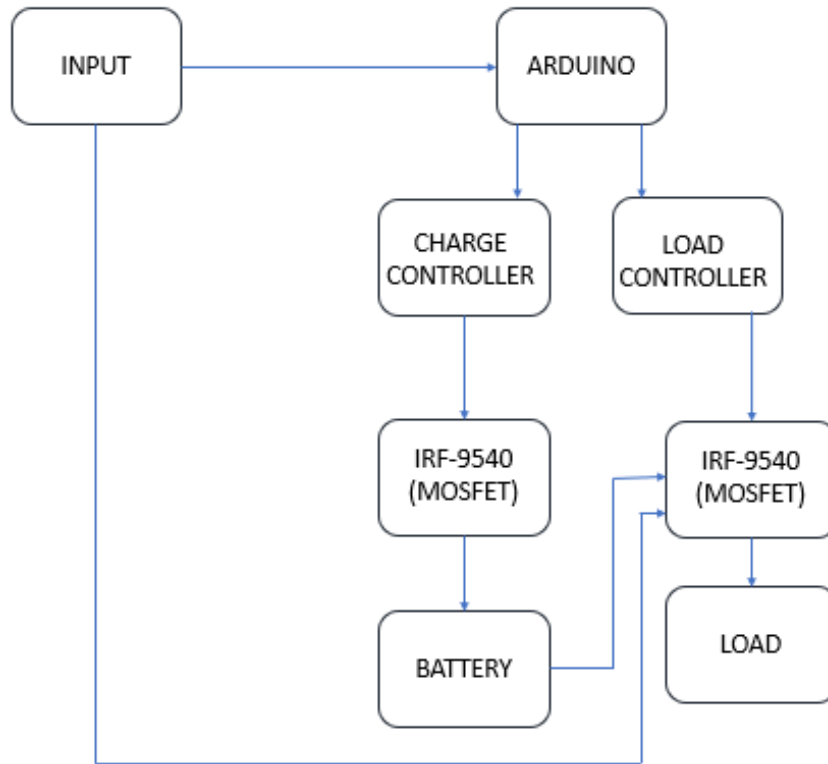 INPUT
ARDUINO
CHARGE
CONTROLLER
LOAD
CONTROLLER
IRF-9540
(MOSFET)
IRF-9540
(MOSFET)
BATTERY
LOAD